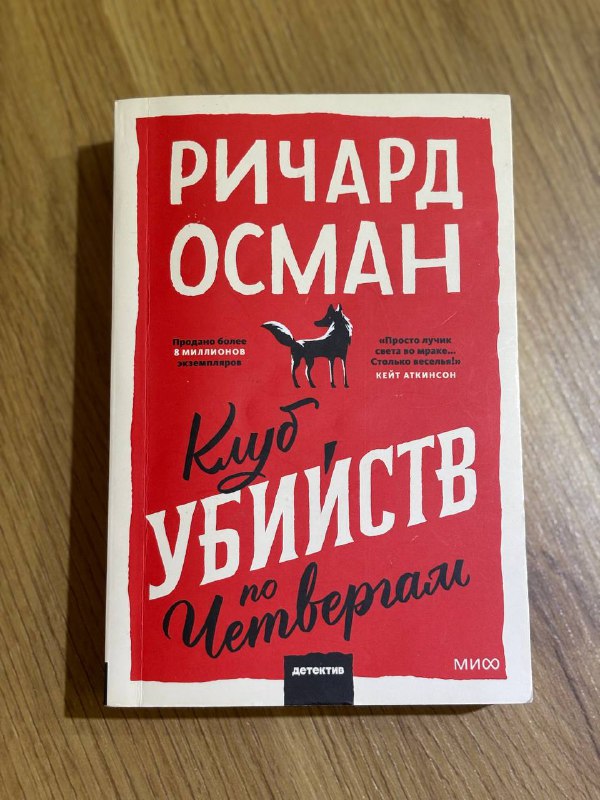 РИЧАРД
ОСМАН
Продано более
8 МИЛЛИОНОВ
экземпляров
«Просто лучик
света во мраке...
Столько веселья!»
КЕЙТ АТКИНСОН
Клуб
УБИЙСТВ
по
Четвергам
детектив
МИФ